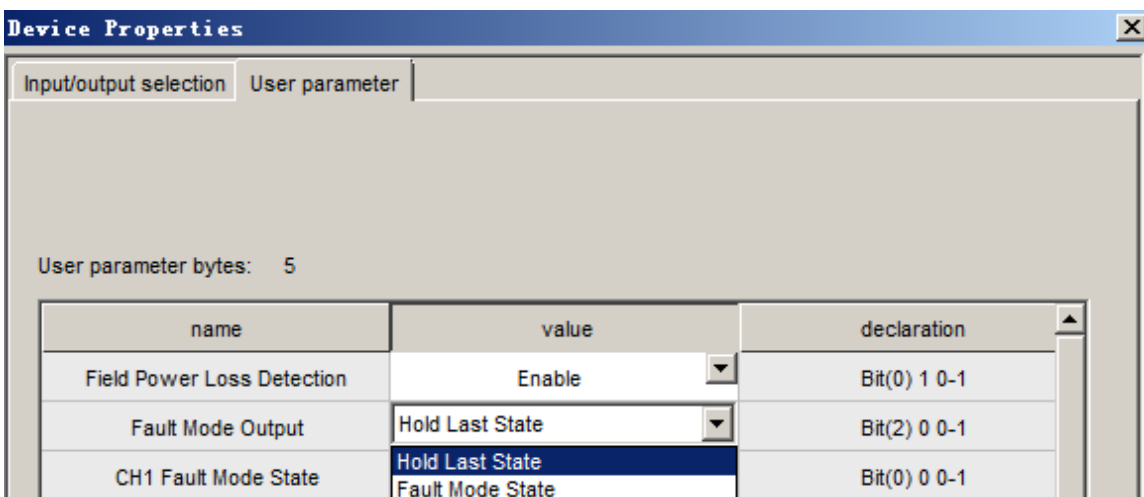 Device Properties
Input/output selection User parameter
User parameter bytes: 5
name value declaration
Field Power Loss Detection Enable Bit(0) 1 0-1
Fault Mode Output Hold Last State Bit(2) 0 0-1
Hold Last State
CH1 Fault Mode State Bit(0) 0 0-1
Fault Mode State